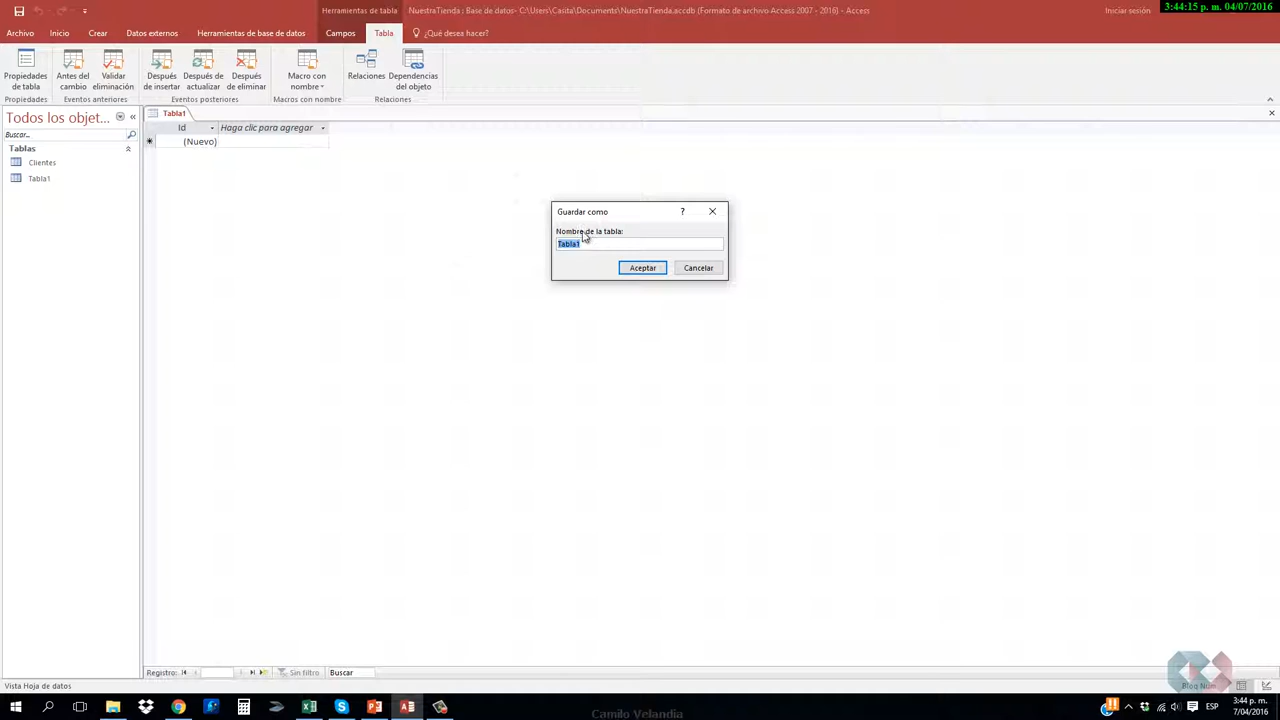 Herramientas de tabla
NuestraTienda : Base de datos- C:\Users\Casita\Documents\NuestraTienda.accdb (Formato de archivo Access 2007 - 2016) - Access
Iniciar sesión
3:44:15 p. m. 04/07/2016
Archivo
Inicio
Crear
Datos externos
Herramientas de base de datos
Campos
Tabla
¿Qué desea hacer?
Propiedades de tabla
Antes del cambio
Validar eliminación
Después de insertar
Después de actualizar
Después de eliminar
Macro con nombre
Relaciones
Dependencias del objeto
Propiedades
Eventos anteriores
Eventos posteriores
Macros con nombre
Relaciones
Todos los objet...
Buscar...
Tablas
Clientes
Tabla1
Tabla1
Id
Haga clic para agregar
(Nuevo)
Guardar como
?
Nombre de la tabla:
Tabla1
Aceptar
Cancelar
Registro:
Sin filtro
Buscar
Vista Hoja de datos
Blog Num
ESP
3:44 p. m.
7/04/2016
Camilo Velandia